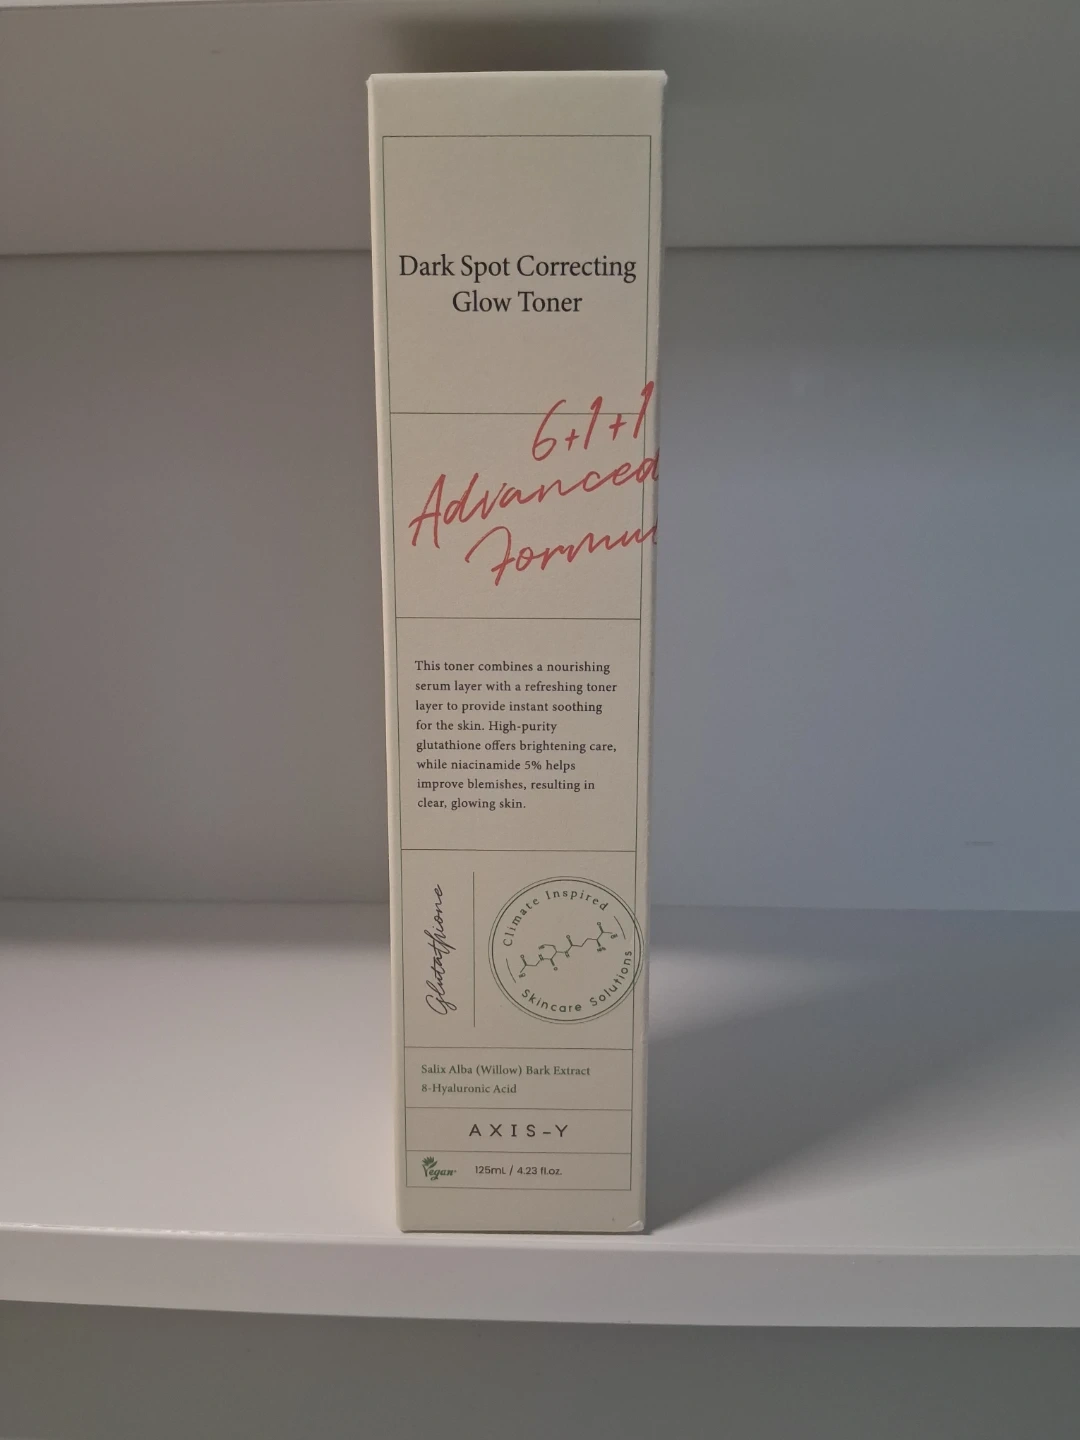 Dark Spot Correcting
Glow Toner
6+1+1
Advanced
Formul
This toner combines a nourishing
serum layer with a refreshing toner
layer to provide instant soothing
for the skin. High-purity
glutathione offers brightening care,
while niacinamide 5% helps
improve blemishes, resulting in
clear, glowing skin.
Glutathione
Climate Inspired
Skincare Solutions
Salix Alba (Willow) Bark Extract
8-Hyaluronic Acid
AXIS-Y
Vegan
125mL / 4.23 fl.oz.